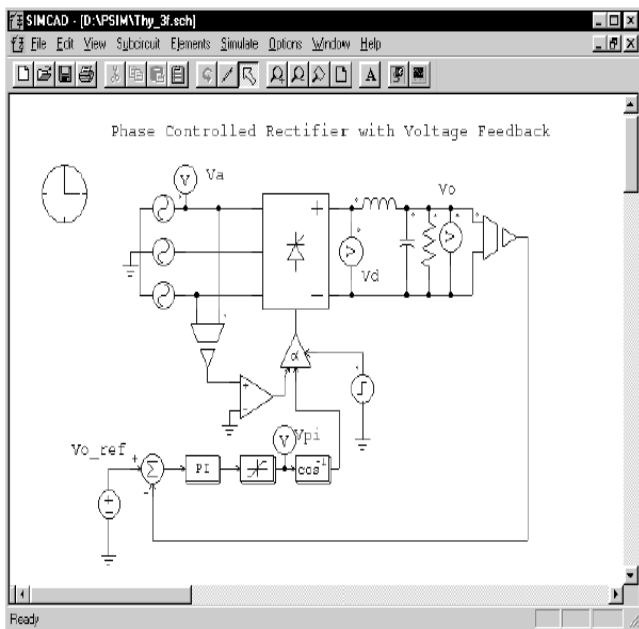 SIMCAD - [D:\PSIM\Thy_3f.sch]
File Edit View Subcircuit Elements Simulate Options Window Help
A
Phase Controlled Rectifier with Voltage Feedback
V Va
Vo
+
V
V
Vd
−
α
+
−
V Vpi
Vo_ref
+
Σ
-
PI
cos-1
+
−
Ready